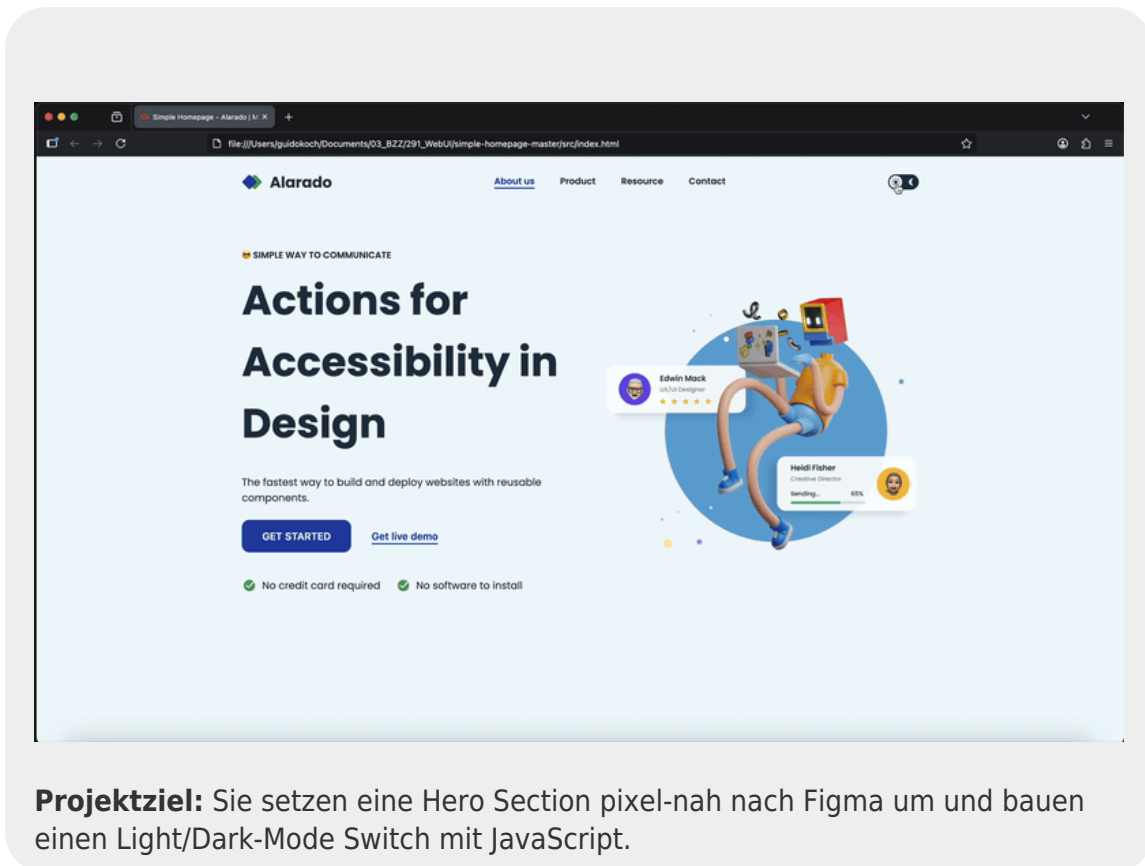 Simple Homepage - Alarado | M
file:///Users/guidokoch/Documents/03_BZZ/291_WebUI/simple-homepage-master/src/index.html
Alarado
About us Product Resource Contact
SIMPLE WAY TO COMMUNICATE
Actions for
Accessibility in
Design
Edwin Mack
UX/UI Designer
Heidi Fisher
Creative Director
Sending... 65%
The fastest way to build and deploy websites with reusable
components.
GET STARTED Get live demo
No credit card required No software to install
Projektziel: Sie setzen eine Hero Section pixel-nah nach Figma um und bauen
einen Light/Dark-Mode Switch mit JavaScript.